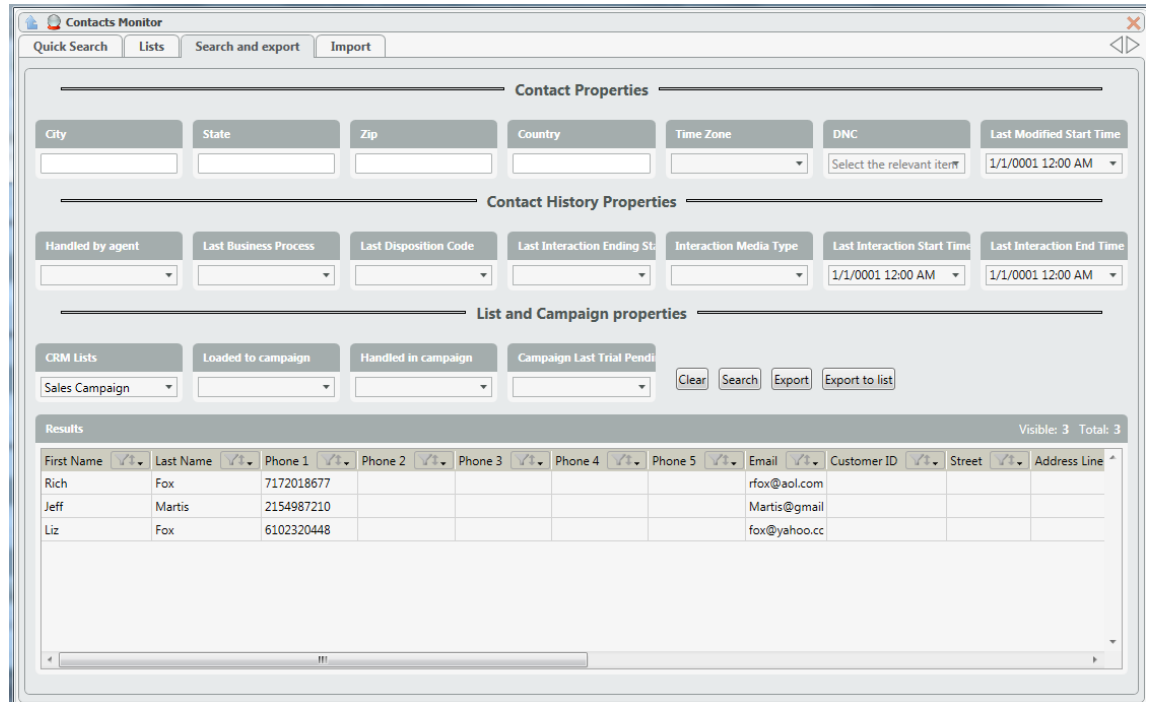 Contacts Monitor
Quick Search Lists Search and export Import
Contact Properties
City State Zip Country Time Zone DNC Last Modified Start Time
Select the relevant item 1/1/0001 12:00 AM
Contact History Properties
Handled by agent Last Business Process Last Disposition Code Last Interaction Ending Sta Interaction Media Type Last Interaction Start Time Last Interaction End Time
1/1/0001 12:00 AM 1/1/0001 12:00 AM
List and Campaign properties
CRM Lists Loaded to campaign Handled in campaign Campaign Last Trial Pendi
Sales Campaign Clear Search Export Export to list
Results Visible: 3 Total: 3
First Name Last Name Phone 1 Phone 2 Phone 3 Phone 4 Phone 5 Email Customer ID Street Address Line
Rich Fox 7172018677 rfox@aol.com
Jeff Martis 2154987210 Martis@gmail
Liz Fox 6102320448 fox@yahoo.cc